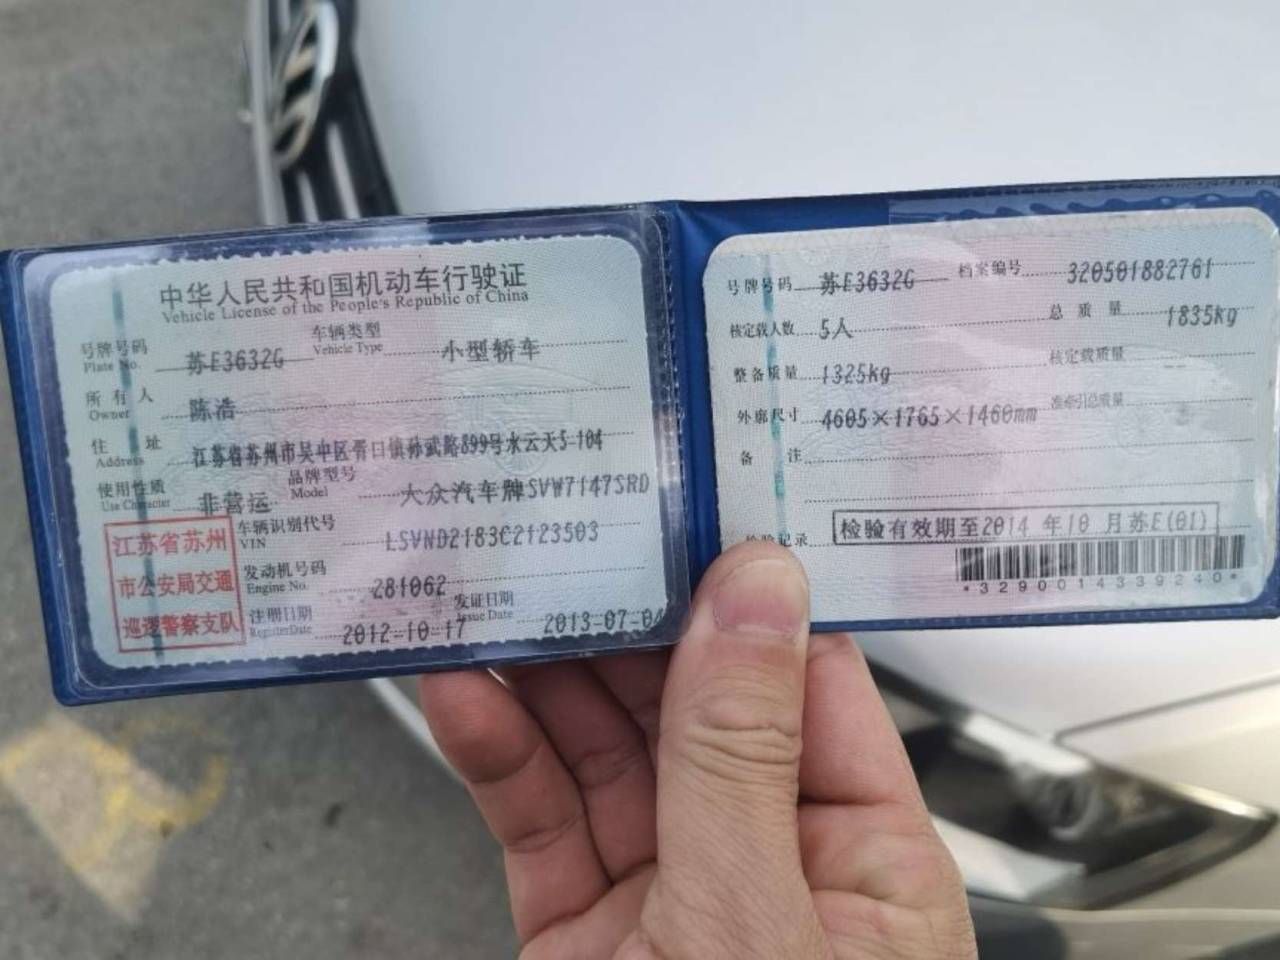 中华人民共和国机动车行驶证
Vehicle License of the People's Republic of China
号牌号码 苏E3632G 车辆类型 小型轿车
Plate No. Vehicle Type
所有人 陈浩
Owner
住址 江苏省苏州市吴中区胥口镇孙武路899号水云天5-104
Address
使用性质 非营运 品牌型号 大众汽车牌SVW7147SRD
Use Character Model
江苏省苏州
市公安局交通
巡逻警察支队
车辆识别代号 LSVND2183C2123503
VIN
发动机号码 281062
Engine No.
注册日期 2012-10-17 发证日期 2013-07-04
Register Date Issue Date
号牌号码 苏E3632G 档案编号 320501882761
核定载人数 5人 总质量 1835kg
整备质量 1325kg 核定载质量
外廓尺寸 4605×1765×1460mm 准牵引总质量
备注
检验记录 检验有效期至2014年10月苏E(01)
*3290014339240*